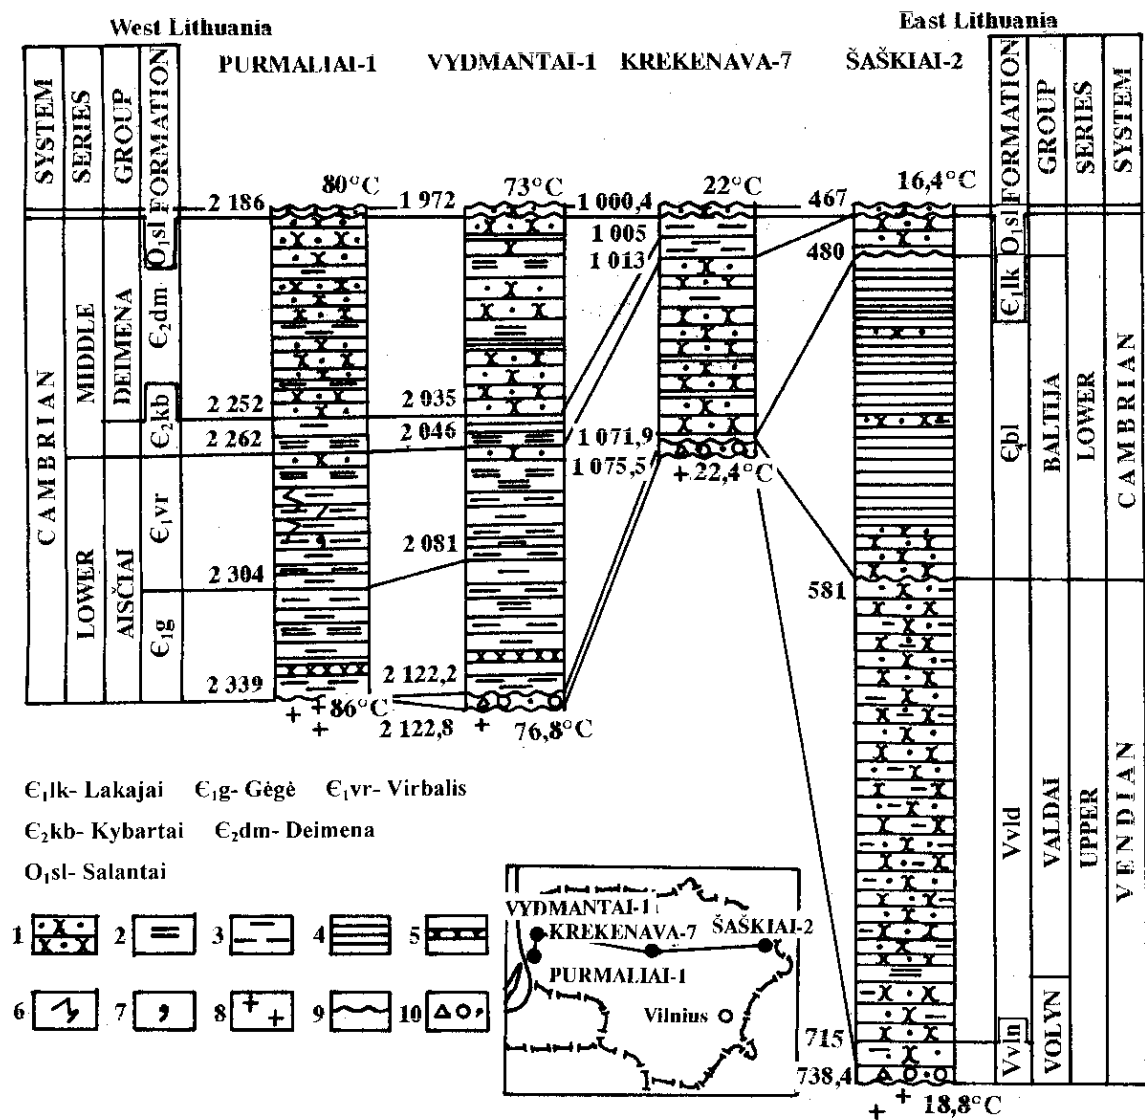 West Lithuania
East Lithuania
PURMALIAI-1
VYDMANTAI-1
KREKENAVA-7
ŠAŠKIAI-2
SYSTEM
SERIES
GROUP
FORMATION
FORMATION
GROUP
SERIES
SYSTEM
80°C
73°C
22°C
16,4°C
2 186
1 972
1 000,4
467
1 005
1 013
480
2 252
2 035
2 262
2 046
1 071,9
1 075,5
22,4°C
2 081
2 304
581
2 339
2 122,2
86°C
2 122,8
76,8°C
715
738,4
18,8°C
CAMBRIAN
MIDDLE
LOWER
DEIMENA
AISČIAI
O₁sl
Є₂dm
Є₂kb
Є₁vr
Є₁g
O₁sl
Є₁lk
Єbl
Vvld
Vvln
BALTIJA
VALDAI
VOLYN
LOWER
UPPER
CAMBRIAN
VENDIAN
Є₁lk- Lakajai Є₁g- Gėgė Є₁vr- Virbalis
Є₂kb- Kybartai Є₂dm- Deimena
O₁sl- Salantai
1 2 3 4 5
6 7 8 9 10
VYDMANTAI-1
KREKENAVA-7
ŠAŠKIAI-2
PURMALIAI-1
Vilnius